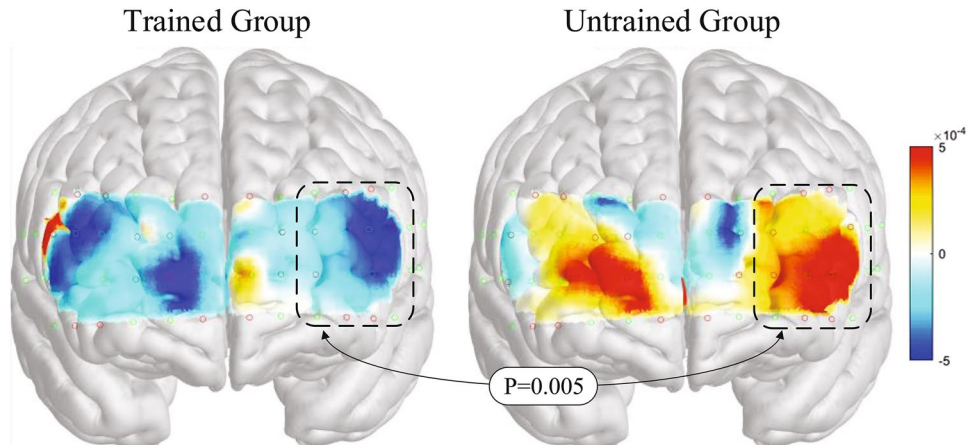 Trained Group
Untrained Group
×10⁻⁴
5
0
-5
P=0.005